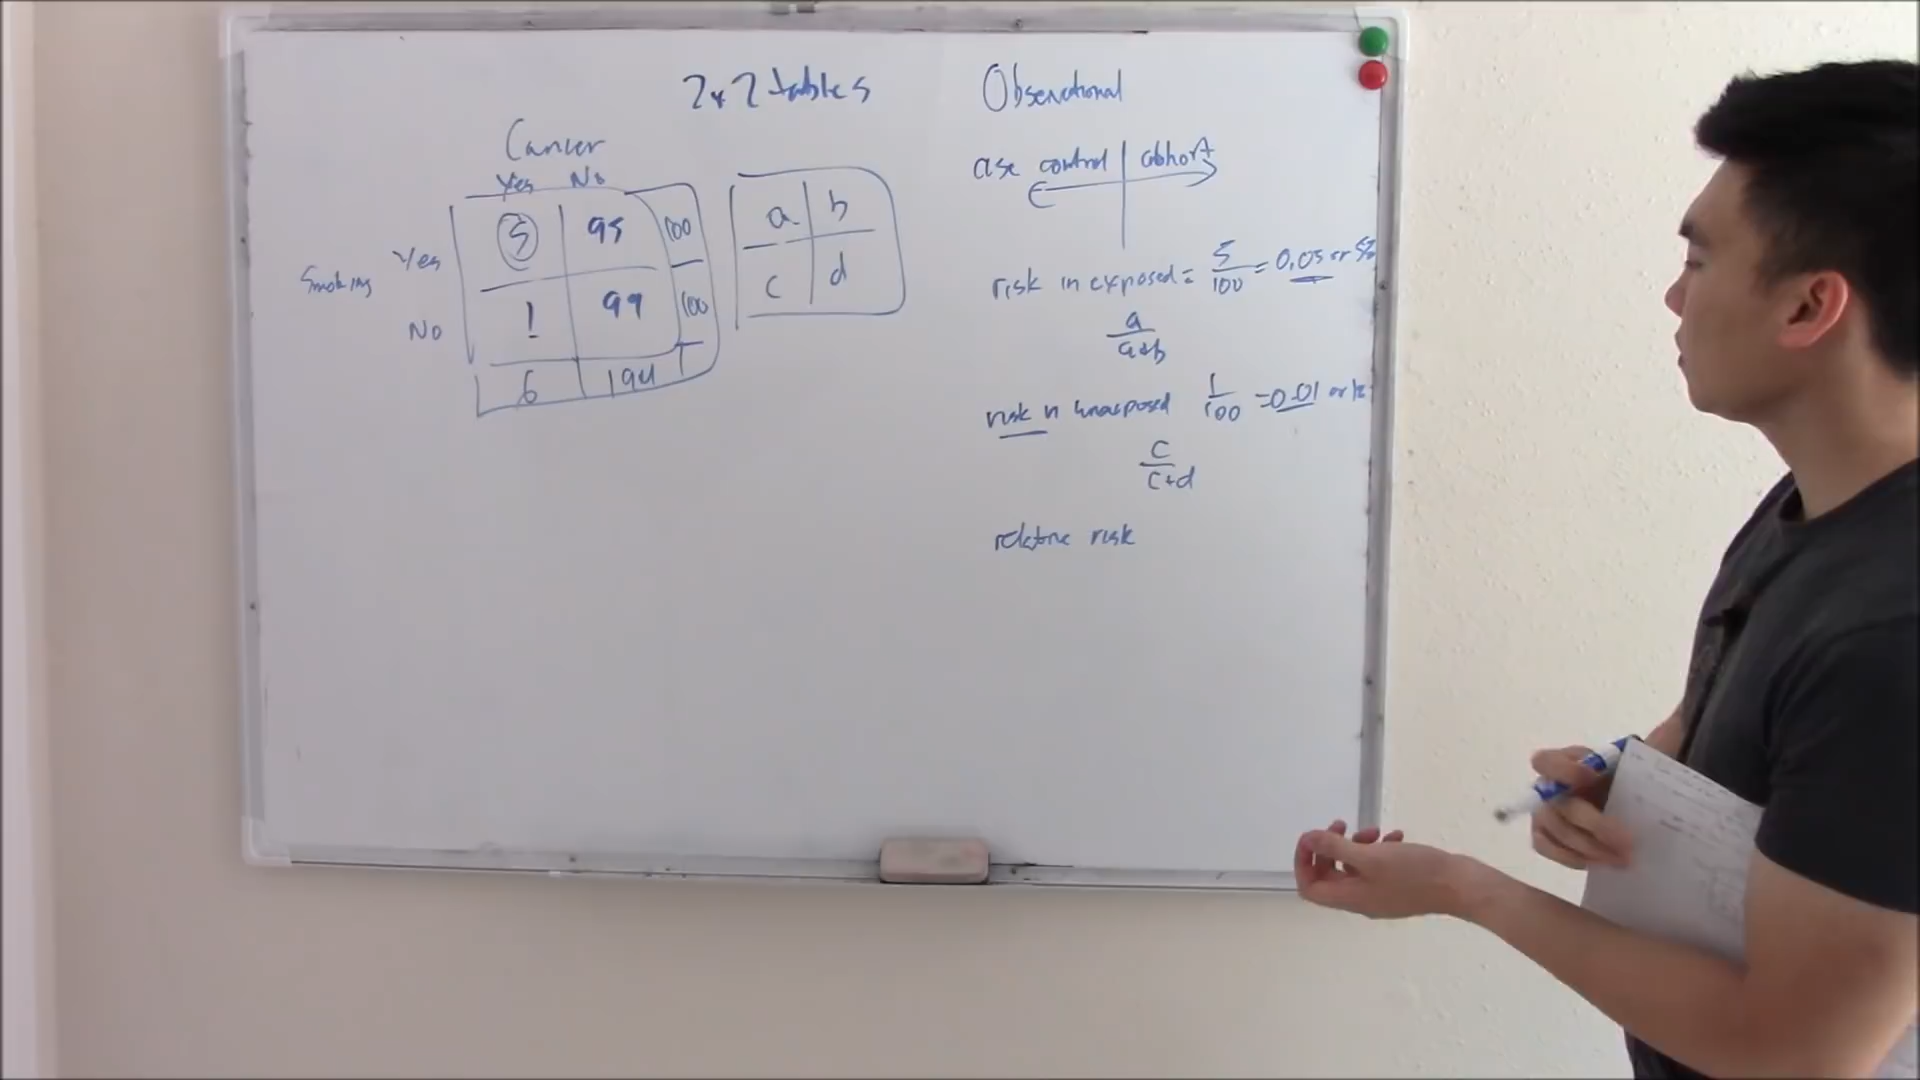 2x2 tables
Cancer
Yes No
Smoking
Yes 5 95 100
No 1 99 100
6 194
a b
c d
Observational
case control cohort
risk in exposed = 5/100 = 0.05 or 5%
a/a+b
risk in unexposed 1/100 = 0.01 or 1%
c/c+d
relative risk